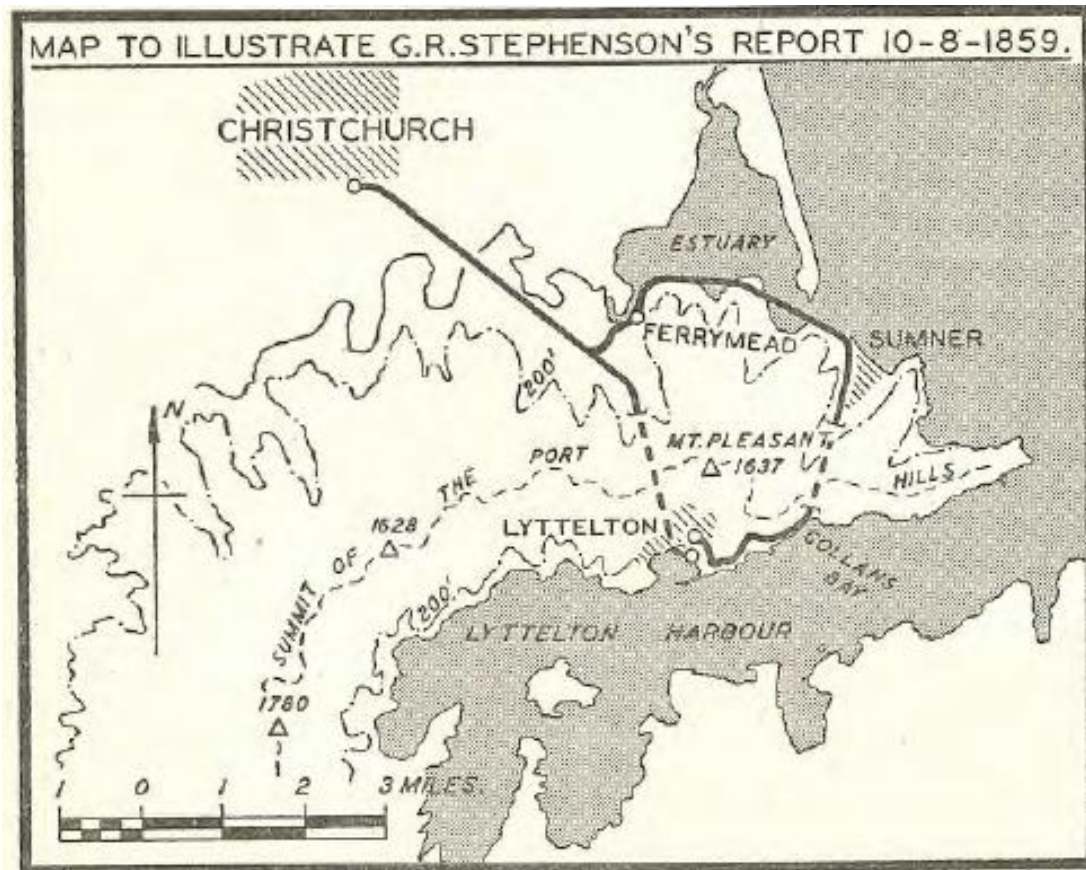 MAP TO ILLUSTRATE G.R.STEPHENSON'S REPORT 10-8-1859.
CHRISTCHURCH
ESTUARY
FERRYMEAD
SUMNER
200'
N
MT. PLEASANT
1637
THE PORT
HILLS
LYTTELTON
1628
SUMMIT OF
GOLLANS
BAY
200'
LYTTELTON HARBOUR
1780
1 0 1 2 3 MILES.